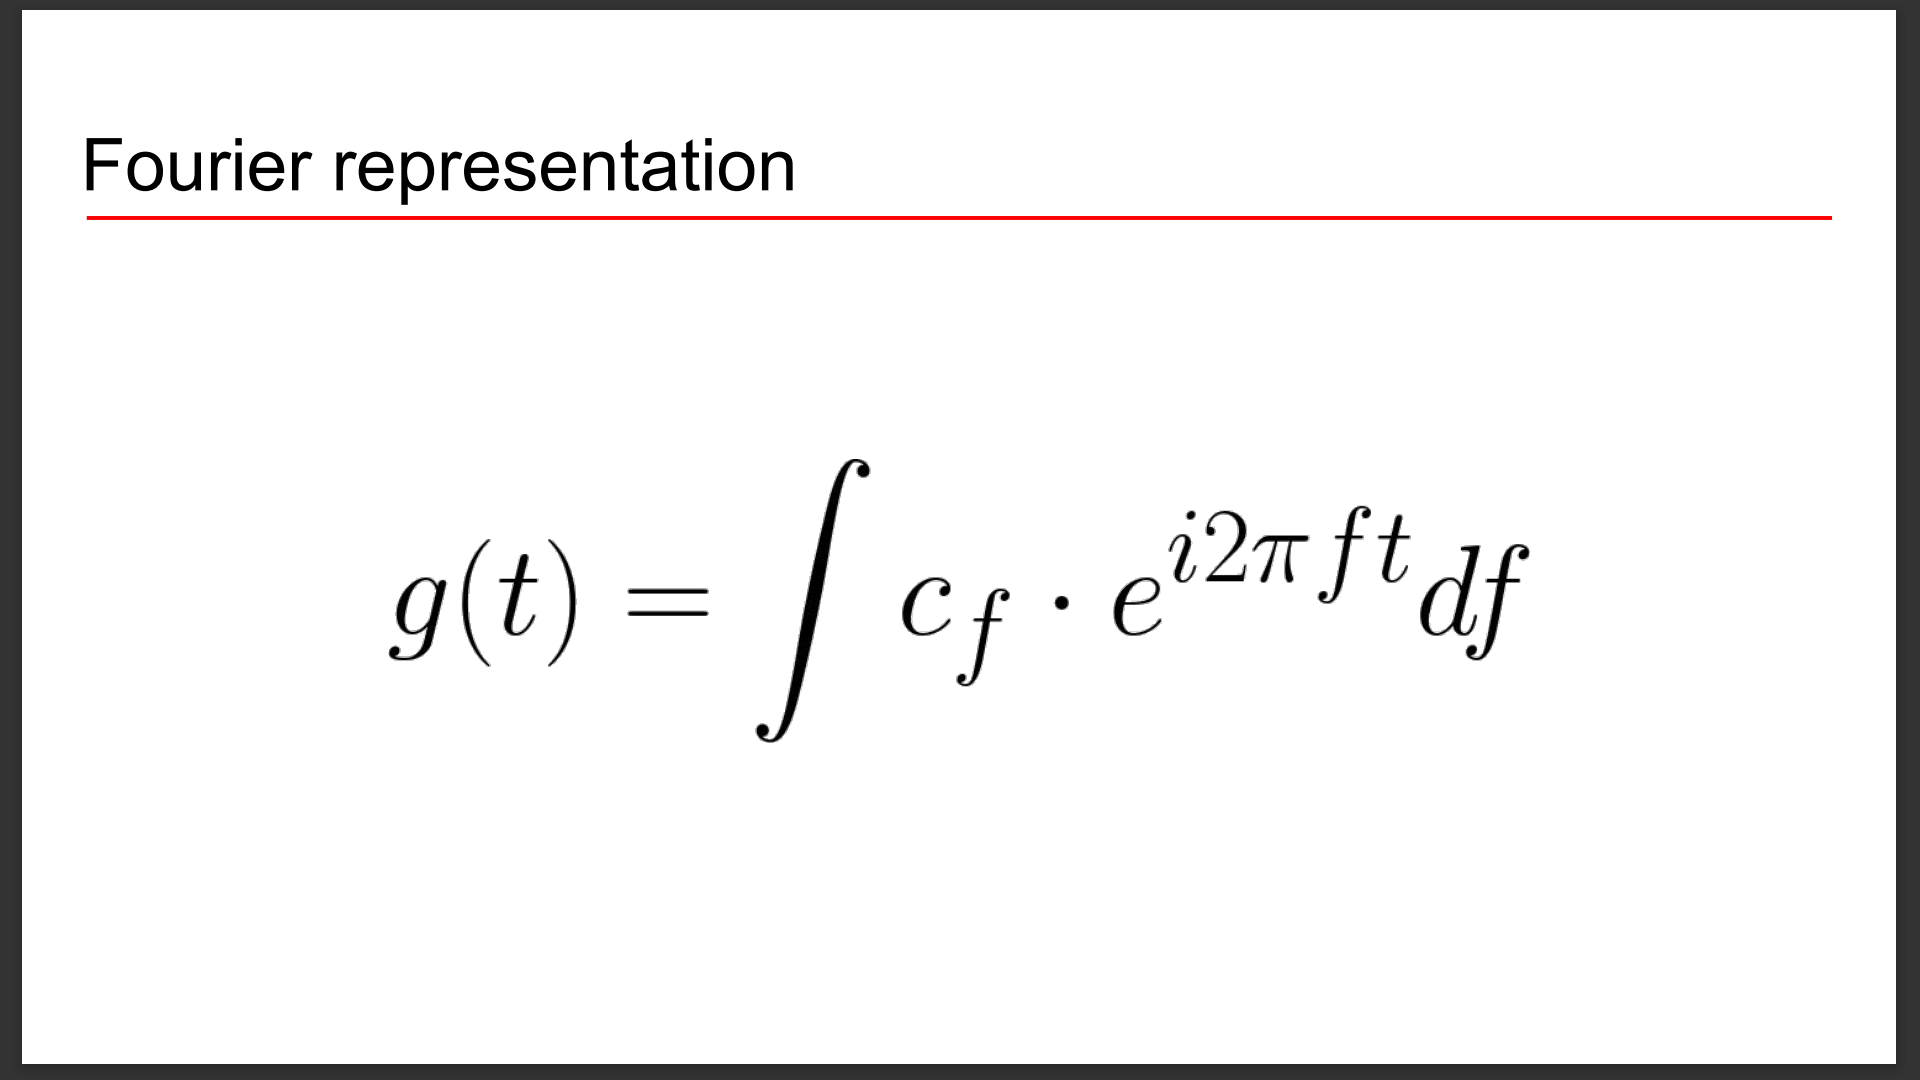 Fourier representation
g(t) = ∫ c_f · e^{i2πft} df